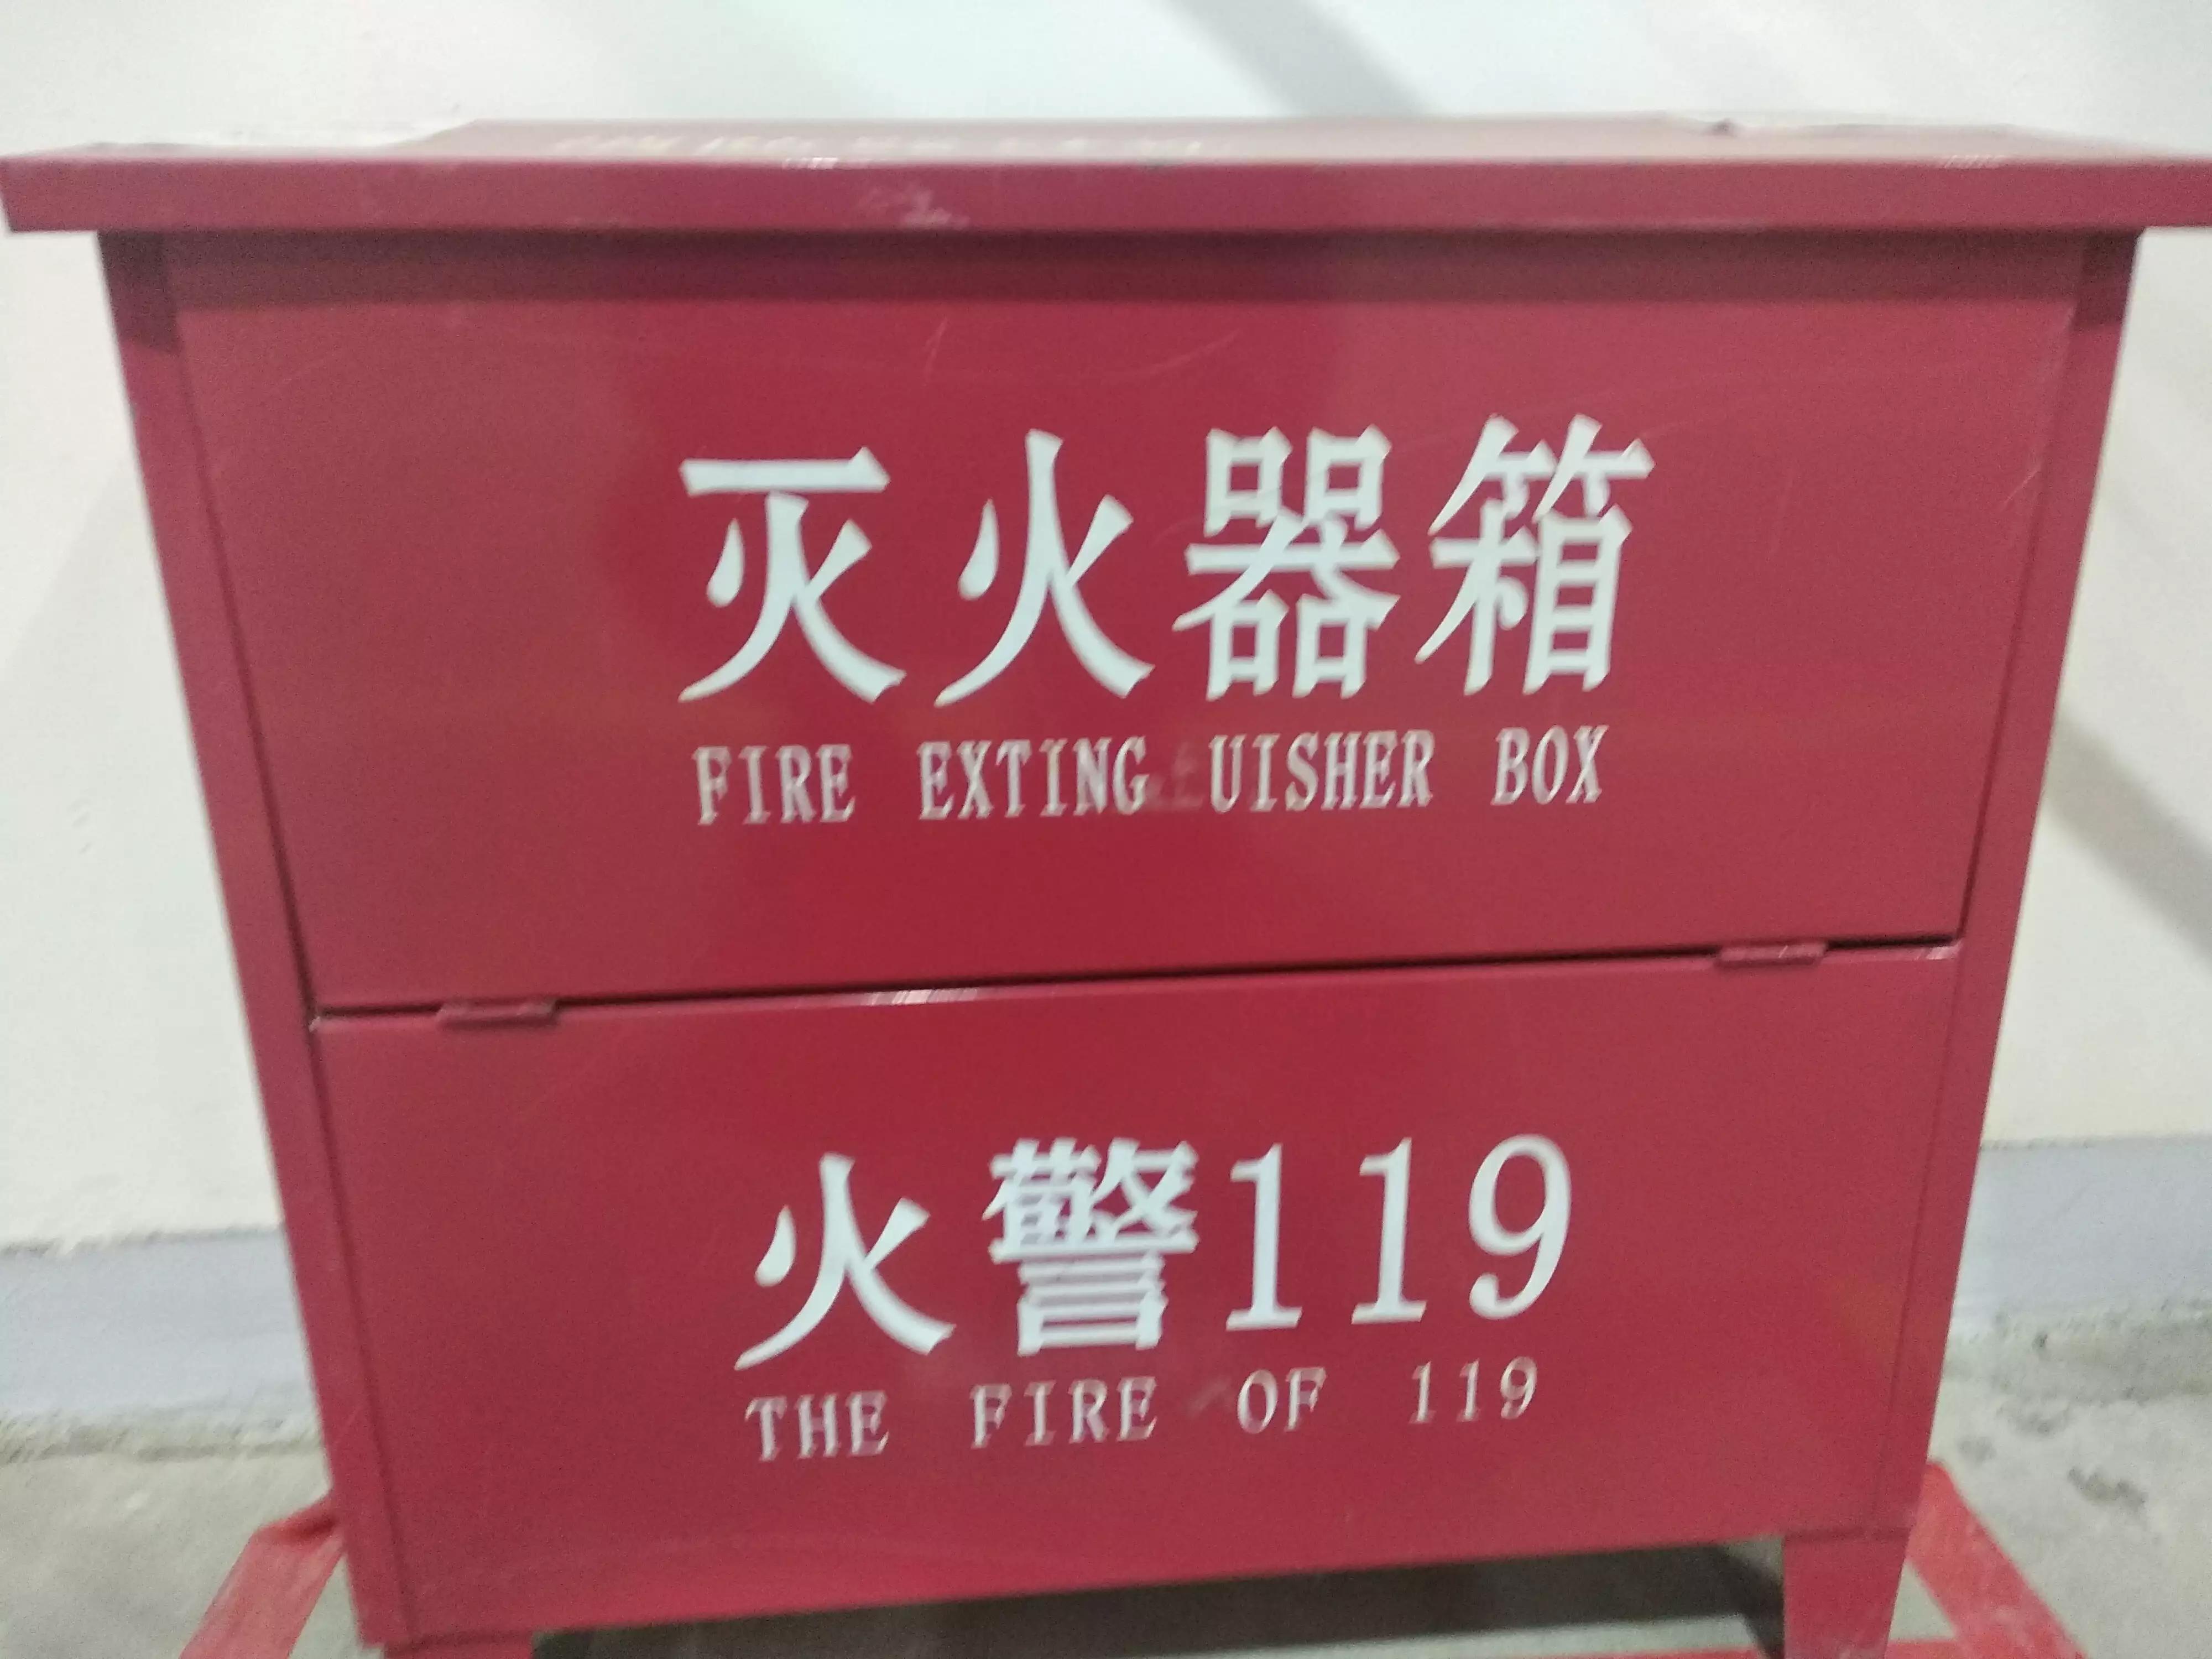 灭火器箱
FIRE EXTING UISHER BOX
火警119
THE FIRE OF 119